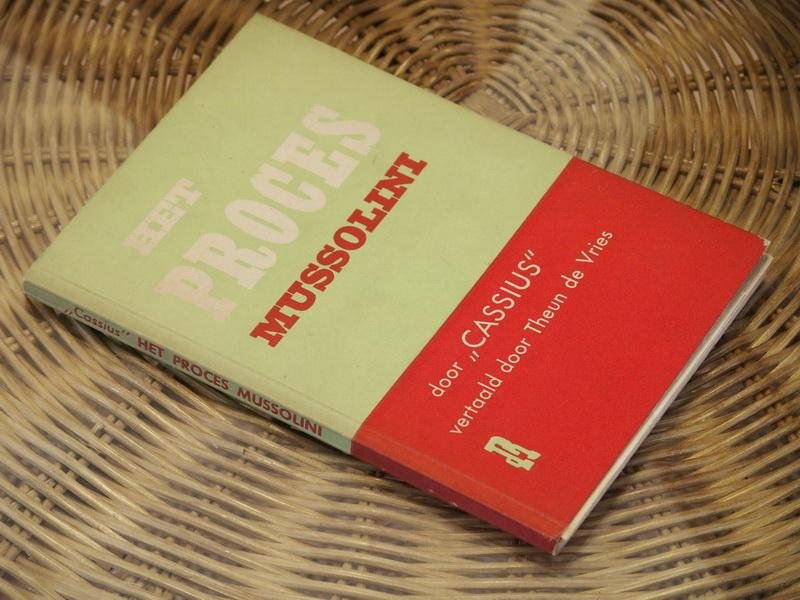 HET
PROCES
MUSSOLINI
door „CASSIUS”
vertaald door Theun de Vries
„Cassius” HET PROCES MUSSOLINI